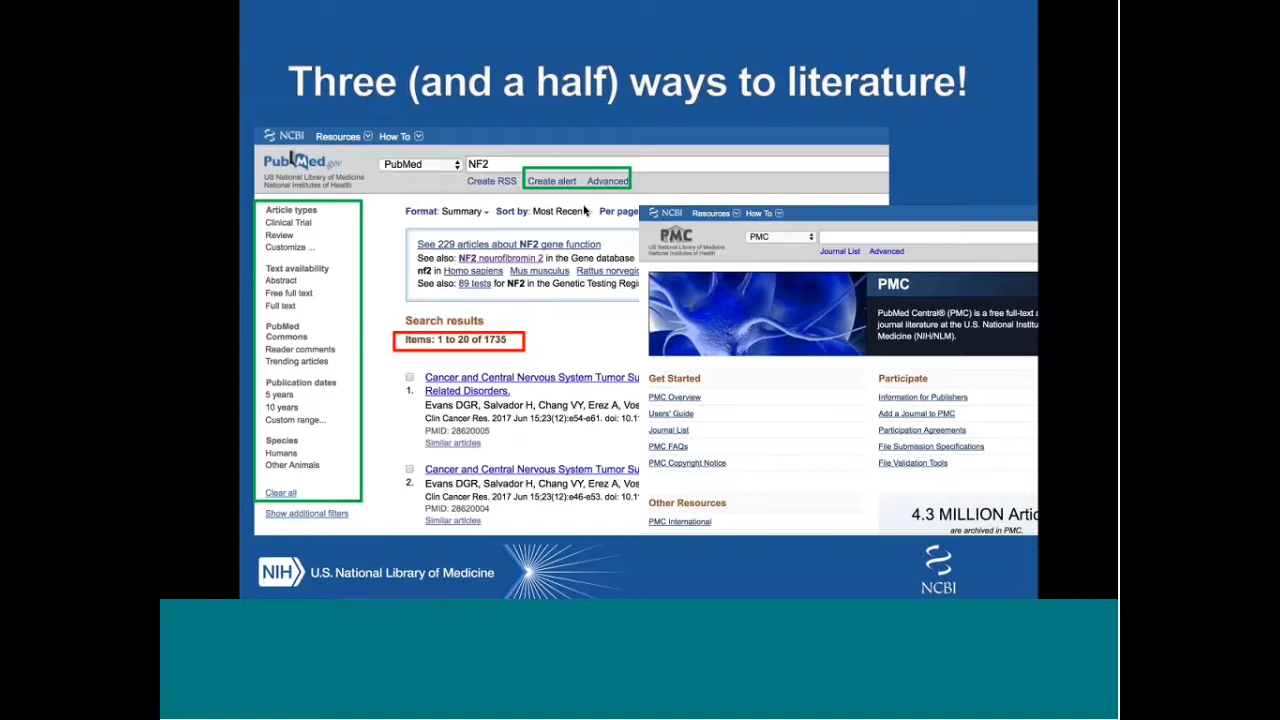 Three (and a half) ways to literature!
NCBI Resources How To
PubMed.gov
US National Library of Medicine
National Institutes of Health
PubMed
NF2
Create RSS Create alert Advanced
Article types
Clinical Trial
Review
Customize ...
Text availability
Abstract
Free full text
Full text
PubMed
Commons
Reader comments
Trending articles
Publication dates
5 years
10 years
Custom range...
Species
Humans
Other Animals
Clear all
Show additional filters
Format: Summary Sort by: Most Recen Per page
See 229 articles about NF2 gene function
See also: NF2 neurofibromin 2 in the Gene database
nf2 in Homo sapiens Mus musculus Rattus norvegic
See also: 89 tests for NF2 in the Genetic Testing Regi
Search results
Items: 1 to 20 of 1735
1. Cancer and Central Nervous System Tumor Su
Related Disorders.
Evans DGR, Salvador H, Chang VY, Erez A, Vos
Clin Cancer Res. 2017 Jun 15;23(12):e54-e61. doi: 10.1
PMID: 28620005
Similar articles
2. Cancer and Central Nervous System Tumor Su
Evans DGR, Salvador H, Chang VY, Erez A, Vos
Clin Cancer Res. 2017 Jun 15;23(12):e46-e53. doi: 10.1
PMID: 28620004
Similar articles
NCBI Resources How To
PMC
US National Library of Medicine
National Institutes of Health
PMC
Journal List Advanced
PMC
PubMed Central® (PMC) is a free full-text a
journal literature at the U.S. National Institu
Medicine (NIH/NLM).
Get Started
PMC Overview
Users' Guide
Journal List
PMC FAQs
PMC Copyright Notice
Participate
Information for Publishers
Add a Journal to PMC
Participation Agreements
File Submission Specifications
File Validation Tools
Other Resources
PMC International
4.3 MILLION Artic
are archived in PMC.
NIH U.S. National Library of Medicine
NCBI